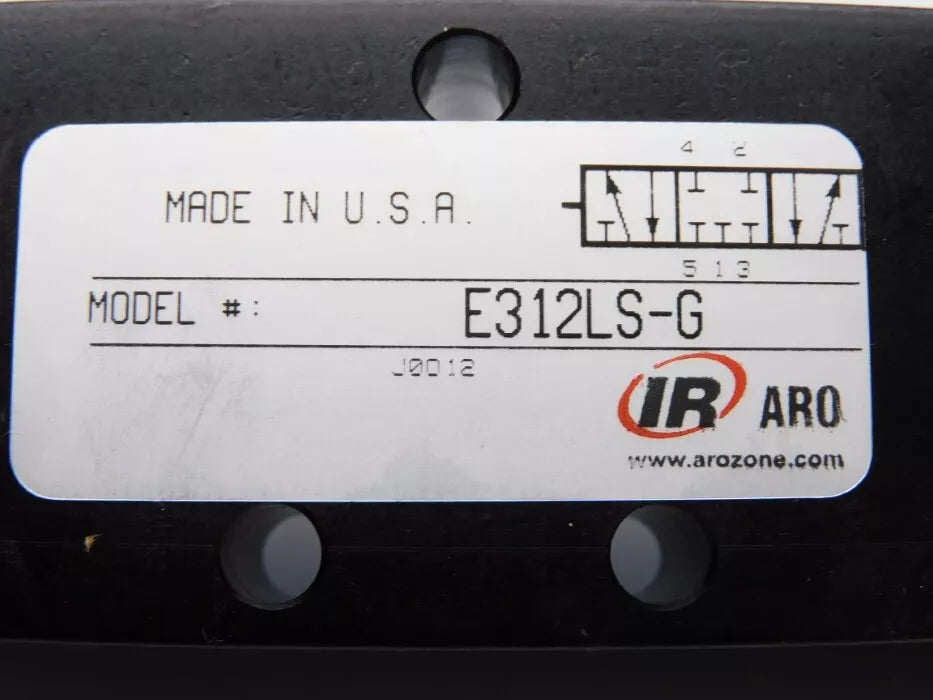 4 2
MADE IN U.S.A.
5 1 3
MODEL #: E312LS-G
J0012
IR ARO
www.arozone.com